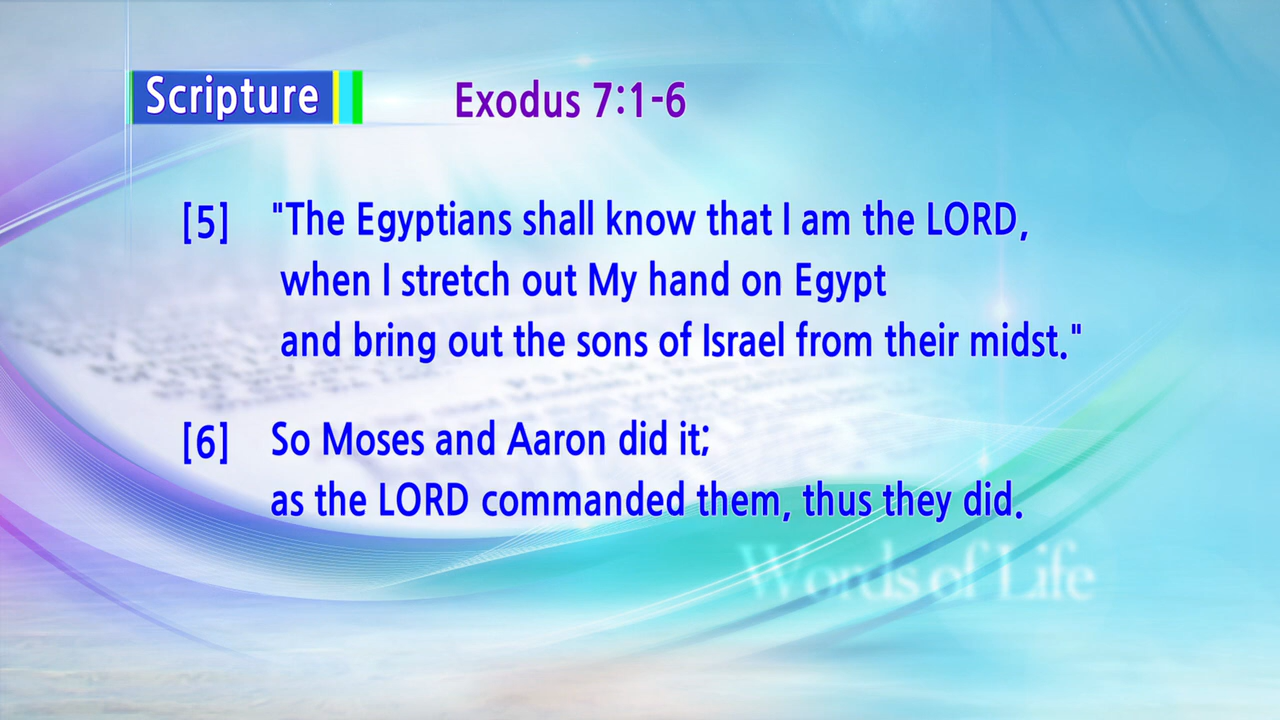 Scripture
Exodus 7:1-6
[5] "The Egyptians shall know that I am the LORD,
when I stretch out My hand on Egypt
and bring out the sons of Israel from their midst."
[6] So Moses and Aaron did it;
as the LORD commanded them, thus they did.
Words of Life